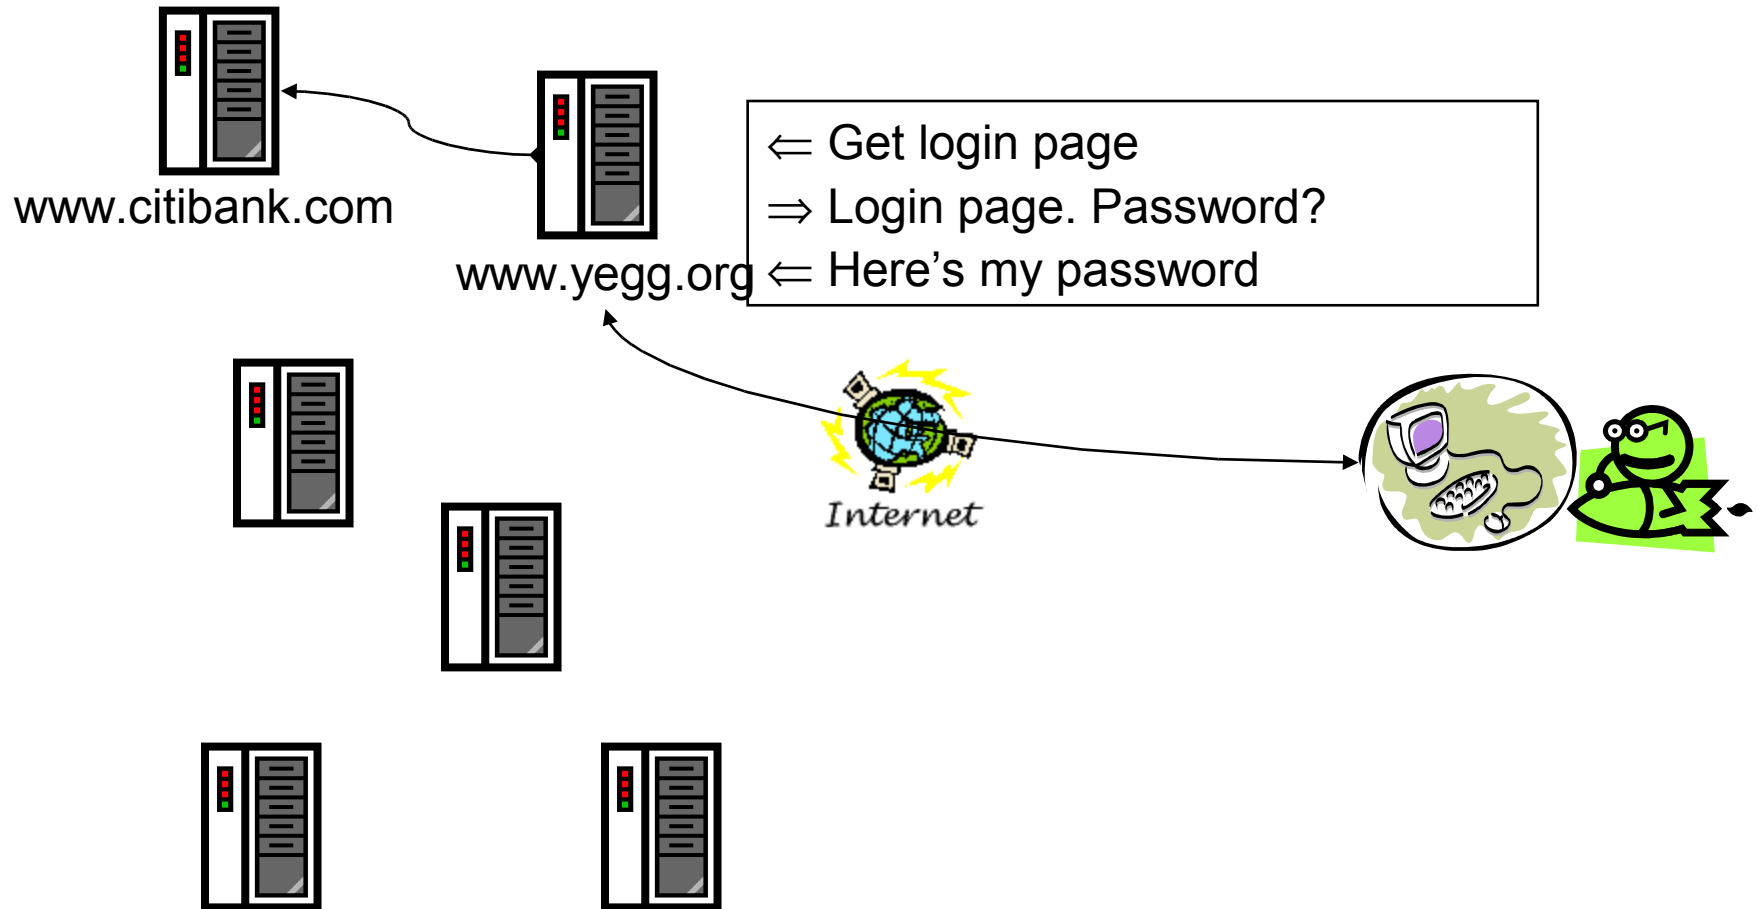 www.citibank.com
www.yegg.org
⇐ Get login page
⇒ Login page. Password?
⇐ Here’s my password
Internet